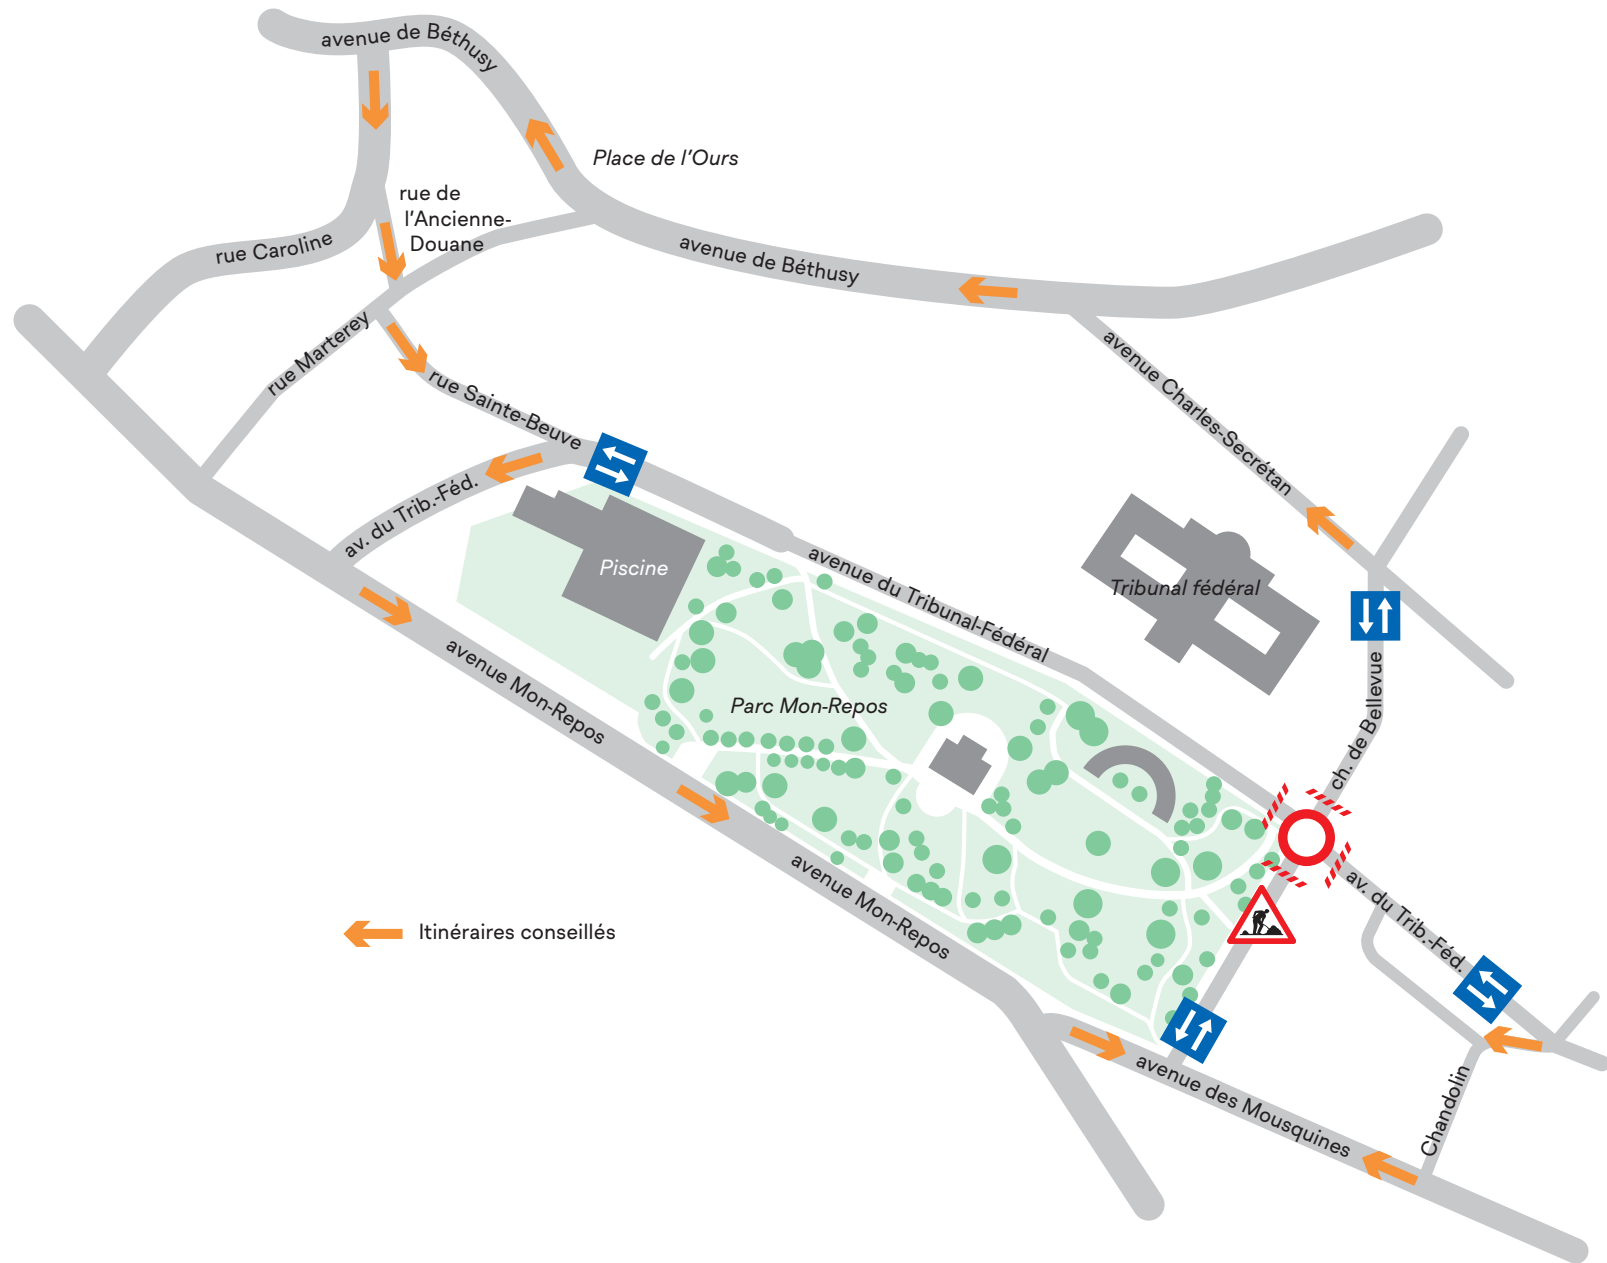 avenue de Béthusy
Place de l'Ours
rue de
l'Ancienne-
Douane
rue Caroline
avenue de Béthusy
rue Marterey
avenue Charles-Secrétan
rue Sainte-Beuve
av. du Trib.-Féd.
Piscine
avenue du Tribunal-Fédéral
Tribunal fédéral
avenue Mon-Repos
Parc Mon-Repos
ch. de Bellevue
avenue Mon-Repos
av. du Trib.-Féd.
Itinéraires conseillés
avenue des Mousquines
Chandolin